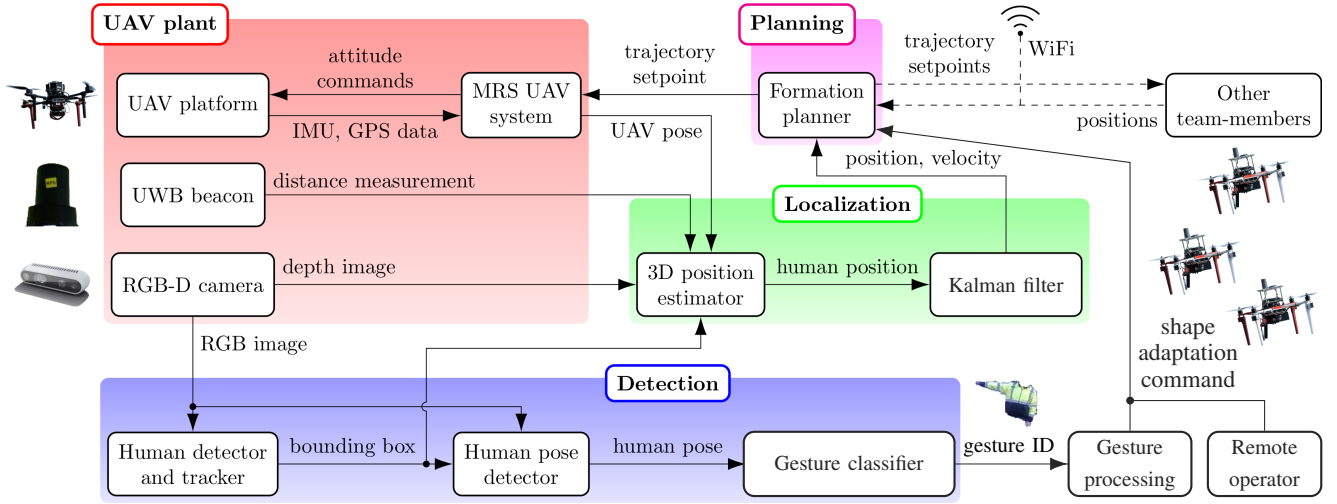 UAV plant
Planning
WiFi
attitude
commands
trajectory
setpoint
trajectory
setpoints
UAV platform
MRS UAV
system
Formation
planner
Other
team-members
IMU, GPS data
UAV pose
positions
position, velocity
UWB beacon
distance measurement
Localization
RGB-D camera
depth image
3D position
estimator
human position
Kalman filter
RGB image
shape
adaptation
command
Detection
Human detector
and tracker
bounding box
Human pose
detector
human pose
Gesture classifier
gesture ID
Gesture
processing
Remote
operator